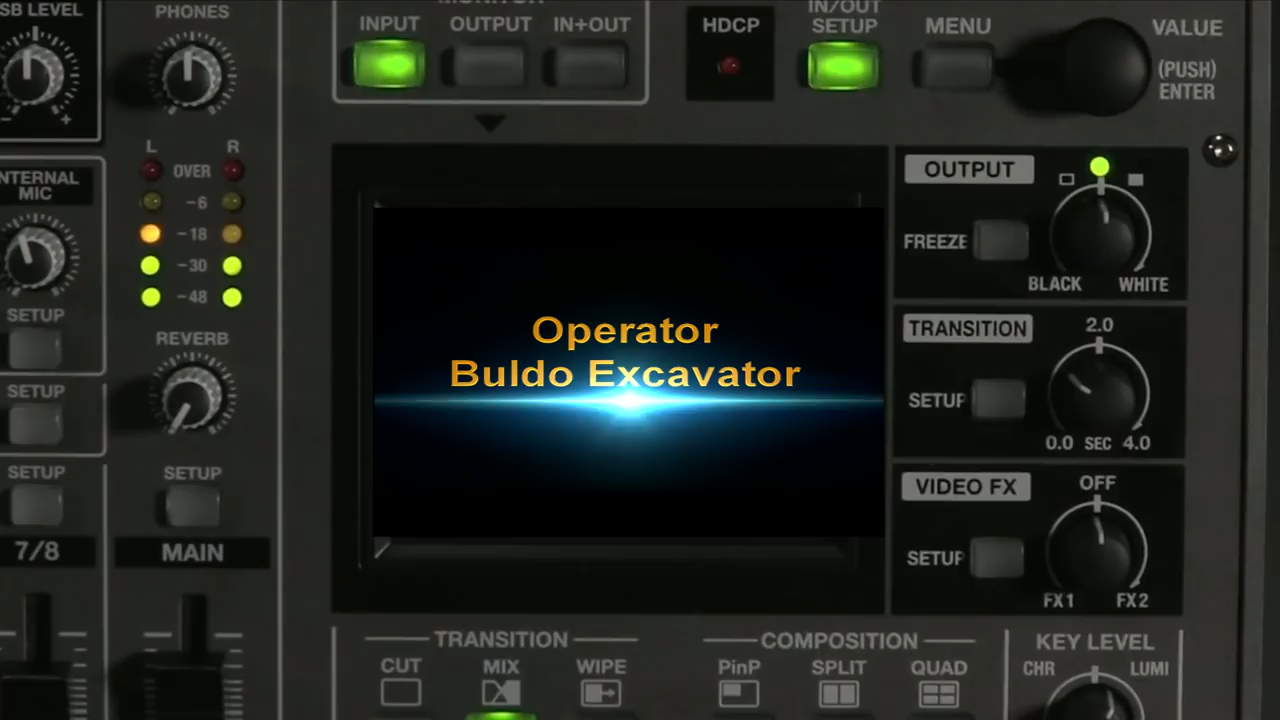 SB LEVEL
PHONES
MONITOR
INPUT OUTPUT IN+OUT
HDCP
IN/OUT
SETUP
MENU
VALUE
(PUSH)
ENTER
- +
L R
OVER
-6
-18
-30
-48
NTERNAL
MIC
SETUP
SETUP
SETUP
7/8
REVERB
SETUP
MAIN
Operator
Buldo Excavator
OUTPUT
FREEZE
BLACK WHITE
TRANSITION
2.0
SETUP
0.0 SEC 4.0
VIDEO FX
OFF
SETUP
FX1 FX2
TRANSITION
CUT MIX WIPE
COMPOSITION
PinP SPLIT QUAD
KEY LEVEL
CHR LUMI